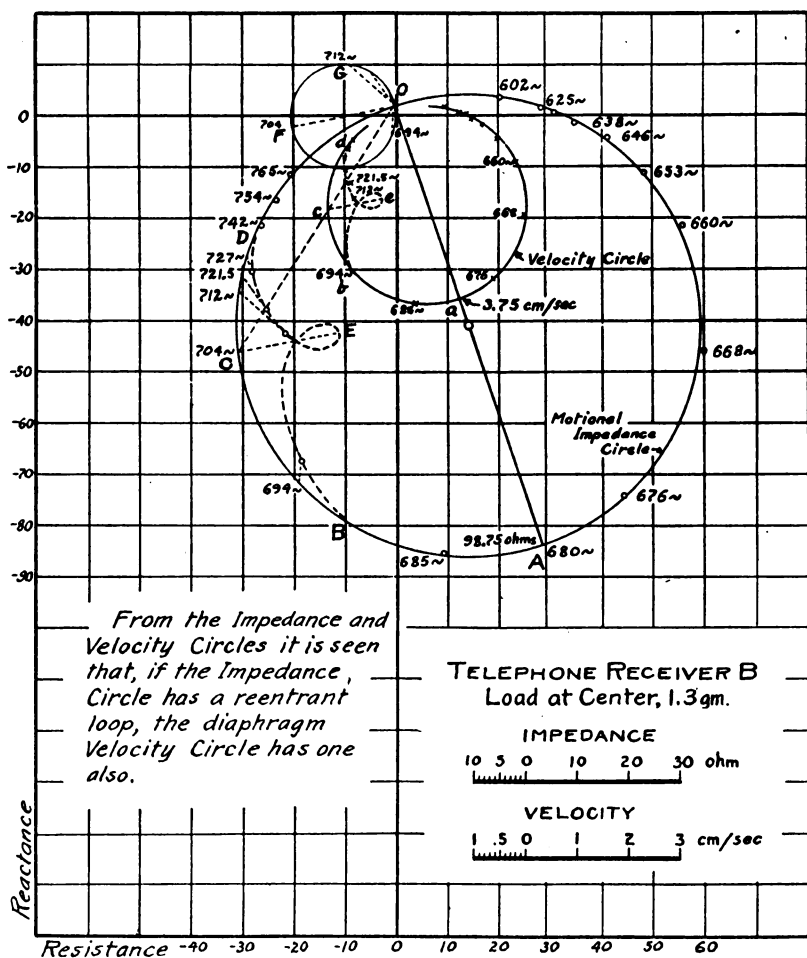 712~
G
O
602~
625~
638~
646~
653~
660~
668~
676~
680~
685~
694~
704~
712~
721.5
727~
742~
754~
765~
0
-10
-20
-30
-40
-50
-60
-70
-80
-90
704
F
694~
d
721.5~
713~
e
c
694~
b
686~
a
676~
668
660~
Velocity Circle
3.75 cm/sec
D
E
C
B
A
98.75 ohms
Motional
Impedance
Circle
From the Impedance and
Velocity Circles it is seen
that, if the Impedance
Circle has a reentrant
loop, the diaphragm
Velocity Circle has one
also.
TELEPHONE RECEIVER B
Load at Center, 1.3 gm.
IMPEDANCE
10 5 0 10 20 30 ohm
VELOCITY
1 .5 0 1 2 3 cm/sec
Reactance
Resistance -40 -30 -20 -10 0 10 20 30 40 50 60